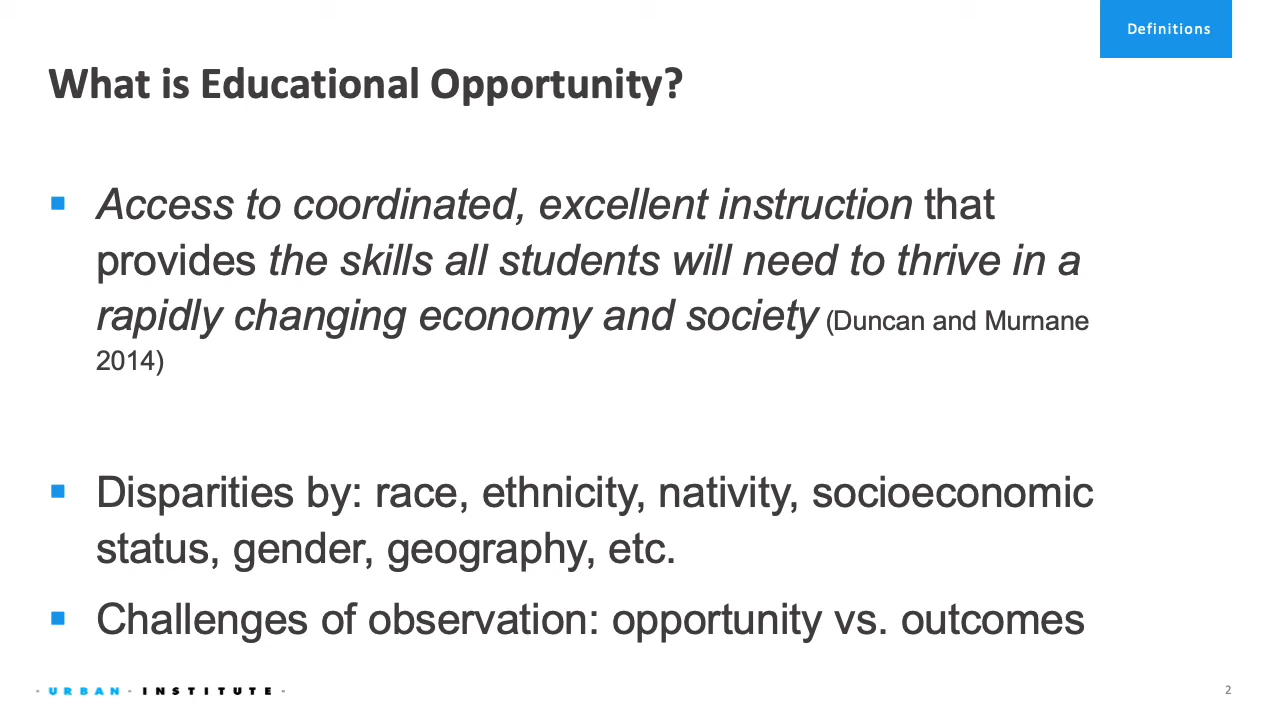 Definitions
What is Educational Opportunity?
▪ Access to coordinated, excellent instruction that
provides the skills all students will need to thrive in a
rapidly changing economy and society (Duncan and Murnane
2014)
▪ Disparities by: race, ethnicity, nativity, socioeconomic
status, gender, geography, etc.
▪ Challenges of observation: opportunity vs. outcomes
· URBAN · INSTITUTE ·
2